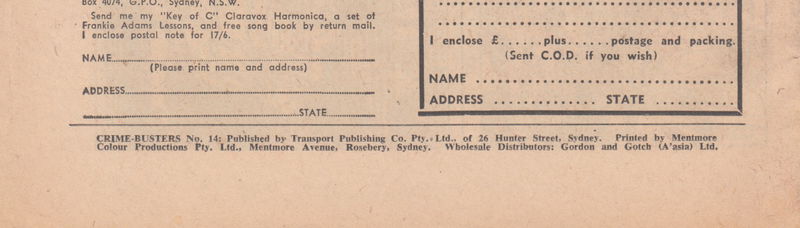 Box 4074, G.P.O., Sydney, N.S.W.
Send me my "Key of C" Claravox Harmonica, a set of
Frankie Adams Lessons, and free song book by return mail.
I enclose postal note for 17/6.
NAME
(Please print name and address)
ADDRESS
STATE
I enclose £......plus......postage and packing.
(Sent C.O.D. if you wish)
NAME
ADDRESS .............. STATE ...........
CRIME-BUSTERS No. 14: Published by Transport Publishing Co. Pty. Ltd., of 26 Hunter Street, Sydney. Printed by Mentmore
Colour Productions Pty. Ltd., Mentmore Avenue, Rosebery, Sydney. Wholesale Distributors: Gordon and Gotch (A'asia) Ltd.